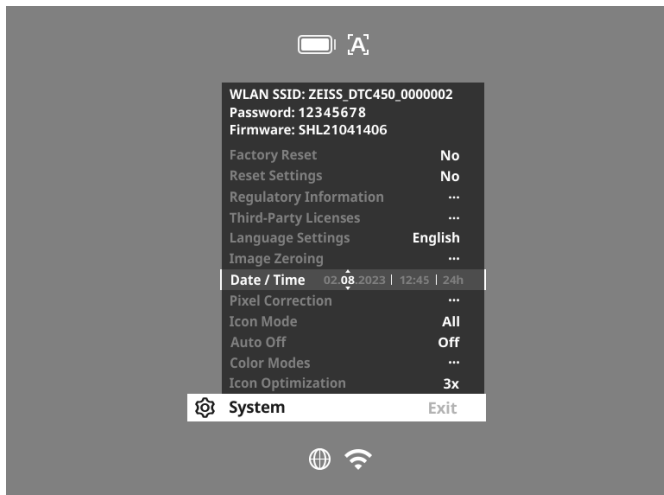 [A]
WLAN SSID: ZEISS_DTC450_0000002
Password: 12345678
Firmware: SHL21041406
Factory Reset No
Reset Settings No
Regulatory Information ...
Third-Party Licenses ...
Language Settings English
Image Zeroing ...
Date / Time 02.08.2023 | 12:45 | 24h
Pixel Correction ...
Icon Mode All
Auto Off Off
Color Modes ...
Icon Optimization 3x
System Exit